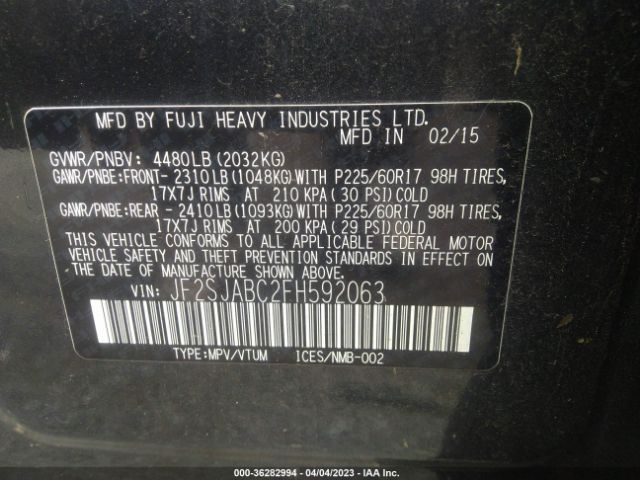 MFD BY FUJI HEAVY INDUSTRIES LTD.
MFD IN 02/15
GVWR/PNBV: 4480LB(2032KG)
GAWR/PNBE:FRONT- 2310LB(1048KG)WITH P225/60R17 98H TIRES,
17X7J RIMS AT 210 KPA(30 PSI)COLD
GAWR/PNBE:REAR - 2410LB(1093KG)WITH P225/60R17 98H TIRES,
17X7J RIMS AT 200 KPA(29 PSI)COLD
THIS VEHICLE CONFORMS TO ALL APPLICABLE FEDERAL MOTOR
VEHICLE SAFETY AND THEFT PREVENTION STANDARDS IN EFFECT ON
THE DATE OF MANUFACTURE SHOWN ABOVE.
VIN: JF2SJABC2FH592063
TYPE:MPV/VTUM ICES/NMB-002
000-36282994 - 04/04/2023 - IAA Inc.